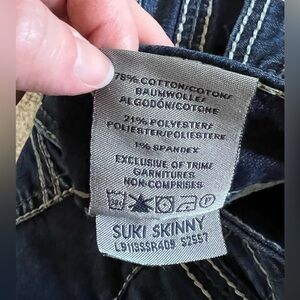 78% COTTON/COTON/
BAUMWOLLE/
ALGODÓN/COTONE
21% POLYESTER/
POLIESTER/POLIESTERE
1% SPANDEX
EXCLUSIVE OF TRIM/
GARNITURES
NON-COMPRISES
SUKI SKINNY
L9113SSR409 S2557